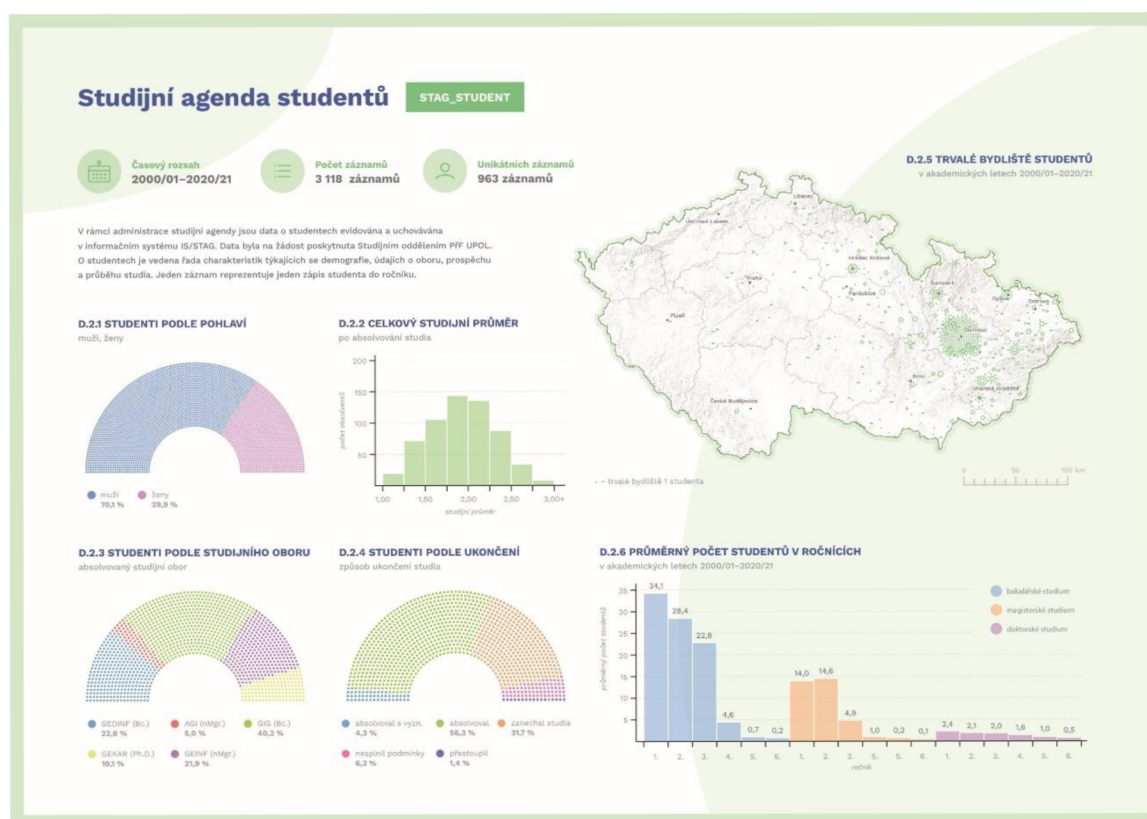 Studijní agenda studentů
STAG_STUDENT
Časový rozsah
2000/01–2020/21
Počet záznamů
3 118 záznamů
Unikátních záznamů
963 záznamů
V rámci administrace studijní agendy jsou data o studentech evidována a uchovávána
v informačním systému IS/STAG. Data byla na žádost poskytnuta Studijním oddělením PřF UPOL.
O studentech je vedena řada charakteristik týkajících se demografie, údajích o oboru, prospěchu
a průběhu studia. Jeden záznam reprezentuje jeden zápis studenta do ročníku.
D.2.5 TRVALÉ BYDLIŠTĚ STUDENTŮ
v akademických letech 2000/01–2020/21
Liberec
Ústí nad Labem
Hradec Králové
Praha
Pardubice
Šumperk
Opava
Ostrava
Plzeň
Olomouc
Brno
Uherské Hradiště
České Budějovice
0 50 100 km
- – trvalé bydliště 1 studenta
D.2.1 STUDENTI PODLE POHLAVÍ
muži, ženy
muži
70,1 %
ženy
29,9 %
D.2.2 CELKOVÝ STUDIJNÍ PRŮMĚR
po absolvování studia
počet absolventů
200
150
100
50
1,00 1,50 2,00 2,50 3,00+
studijní průměr
D.2.3 STUDENTI PODLE STUDIJNÍHO OBORU
absolvovaný studijní obor
GEOINF (Bc.)
22,8 %
AGI (nMgr.)
5,0 %
GIG (Bc.)
40,2 %
GEKAR (Ph.D.)
10,1 %
GEINF (nMgr.)
21,9 %
D.2.4 STUDENTI PODLE UKONČENÍ
způsob ukončení studia
absolvoval s vyzn.
4,3 %
absolvoval
56,3 %
zanechal studia
31,7 %
nesplnil podmínky
6,3 %
přestoupil
1,4 %
D.2.6 PRŮMĚRNÝ POČET STUDENTŮ V ROČNÍCÍCH
v akademických letech 2000/01–2020/21
průměrný počet studentů
35
30
25
20
15
10
5
34,1 28,4 22,8 4,6 0,7 0,2 14,0 14,6 4,9 1,0 0,2 0,1 2,4 2,1 2,0 1,6 1,0 0,5
1. 2. 3. 4. 5. 6. 1. 2. 3. 4. 5. 6. 1. 2. 3. 4. 5. 6.
ročník
bakalářské studium
magisterské studium
doktorské studium